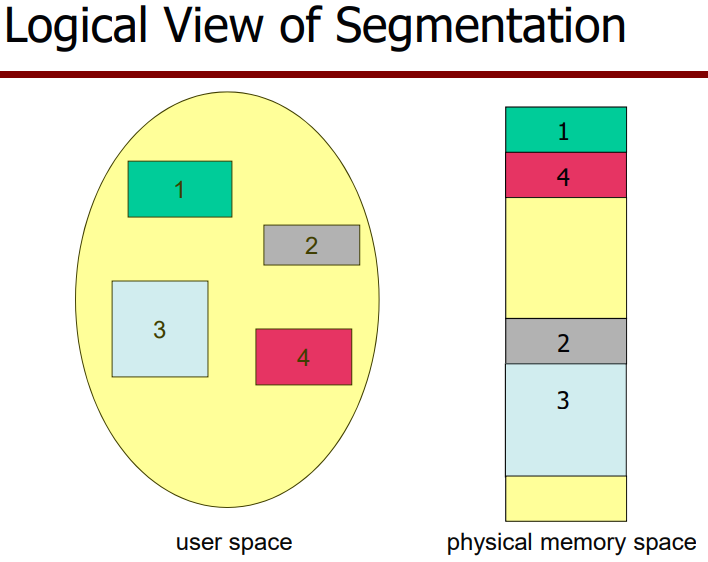 Logical View of Segmentation
1
2
3
4
user space
1
4
2
3
physical memory space